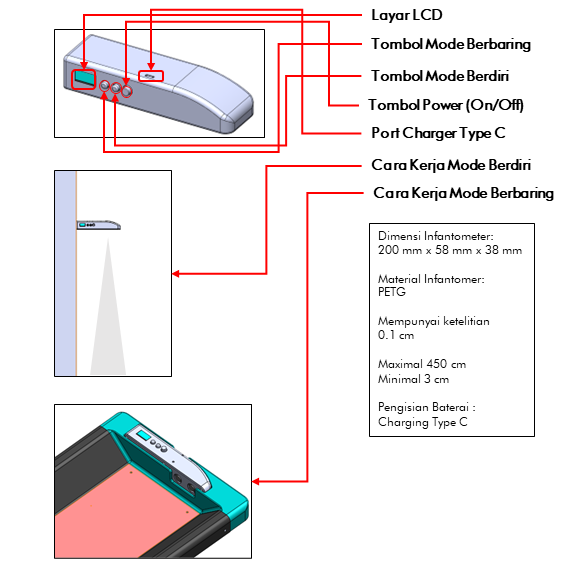 Layar LCD
Tombol Mode Berbaring
Tombol Mode Berdiri
Tombol Power (On/Off)
Port Charger Type C
Cara Kerja Mode Berdiri
Cara Kerja Mode Berbaring
Dimensi Infantometer:
200 mm x 58 mm x 38 mm
Material Infantomer:
PETG
Mempunyai ketelitian
0.1 cm
Maximal 450 cm
Minimal 3 cm
Pengisian Baterai :
Charging Type C